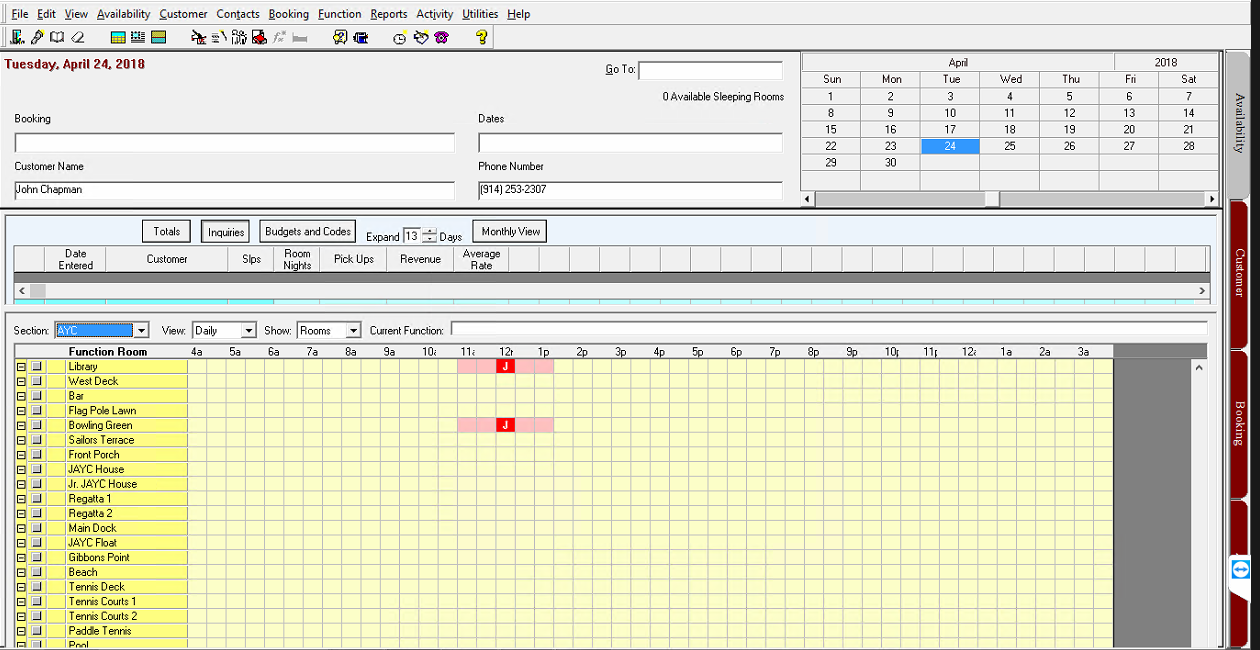 File Edit View Availability Customer Contacts Booking Function Reports Activity Utilities Help
Tuesday, April 24, 2018
Go To:
0 Available Sleeping Rooms
Booking Dates
Customer Name Phone Number
John Chapman (914) 253-2307
April 2018
Sun Mon Tue Wed Thu Fri Sat
1 2 3 4 5 6 7
8 9 10 11 12 13 14
15 16 17 18 19 20 21
22 23 24 25 26 27 28
29 30
Availability
Customer
Booking
Totals Inquiries Budgets and Codes Expand 13 Days Monthly View
Date Entered Customer Slps Room Nights Pick Ups Revenue Average Rate
Section: AYC View: Daily Show: Rooms Current Function:
Function Room 4a 5a 6a 7a 8a 9a 10 11 12 1p 2p 3p 4p 5p 6p 7p 8p 9p 10 11 12 1a 2a 3a
Library J
West Deck
Bar
Flag Pole Lawn
Bowling Green J
Sailors Terrace
Front Porch
JAYC House
Jr. JAYC House
Regatta 1
Regatta 2
Main Dock
JAYC Float
Gibbons Point
Beach
Tennis Deck
Tennis Courts 1
Tennis Courts 2
Paddle Tennis
Pool